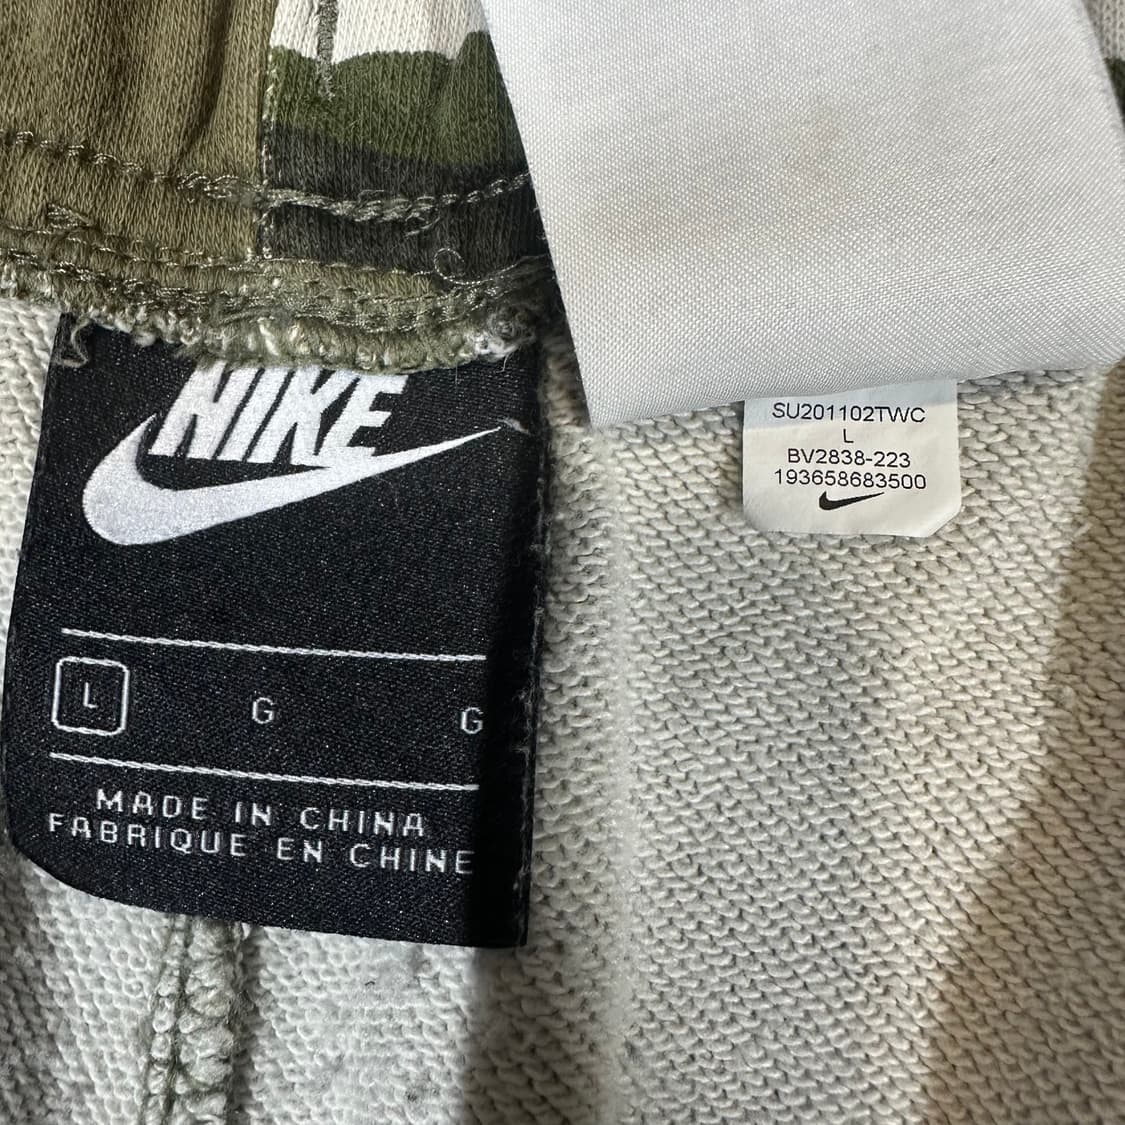 NIKE
L G G
MADE IN CHINA
FABRIQUE EN CHINE
SU201102TWC
L
BV2838-223
193658683500